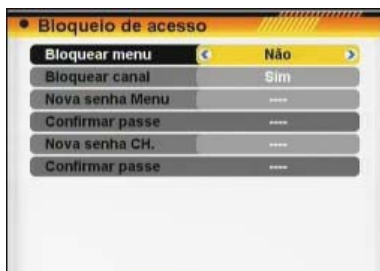 Bloqueio de acesso
Bloquear menu Não
Bloquear canal Sim
Nova senha Menu ----
Confirmar passe ----
Nova senha CH. ----
Confirmar passe ----